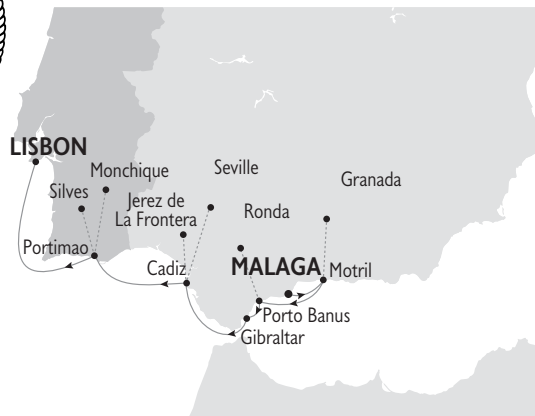 LISBON
Monchique
Silves
Seville
Granada
Jerez de
La Frontera
Ronda
Portimao
Cadiz
MALAGA
Motril
Porto Banus
Gibraltar